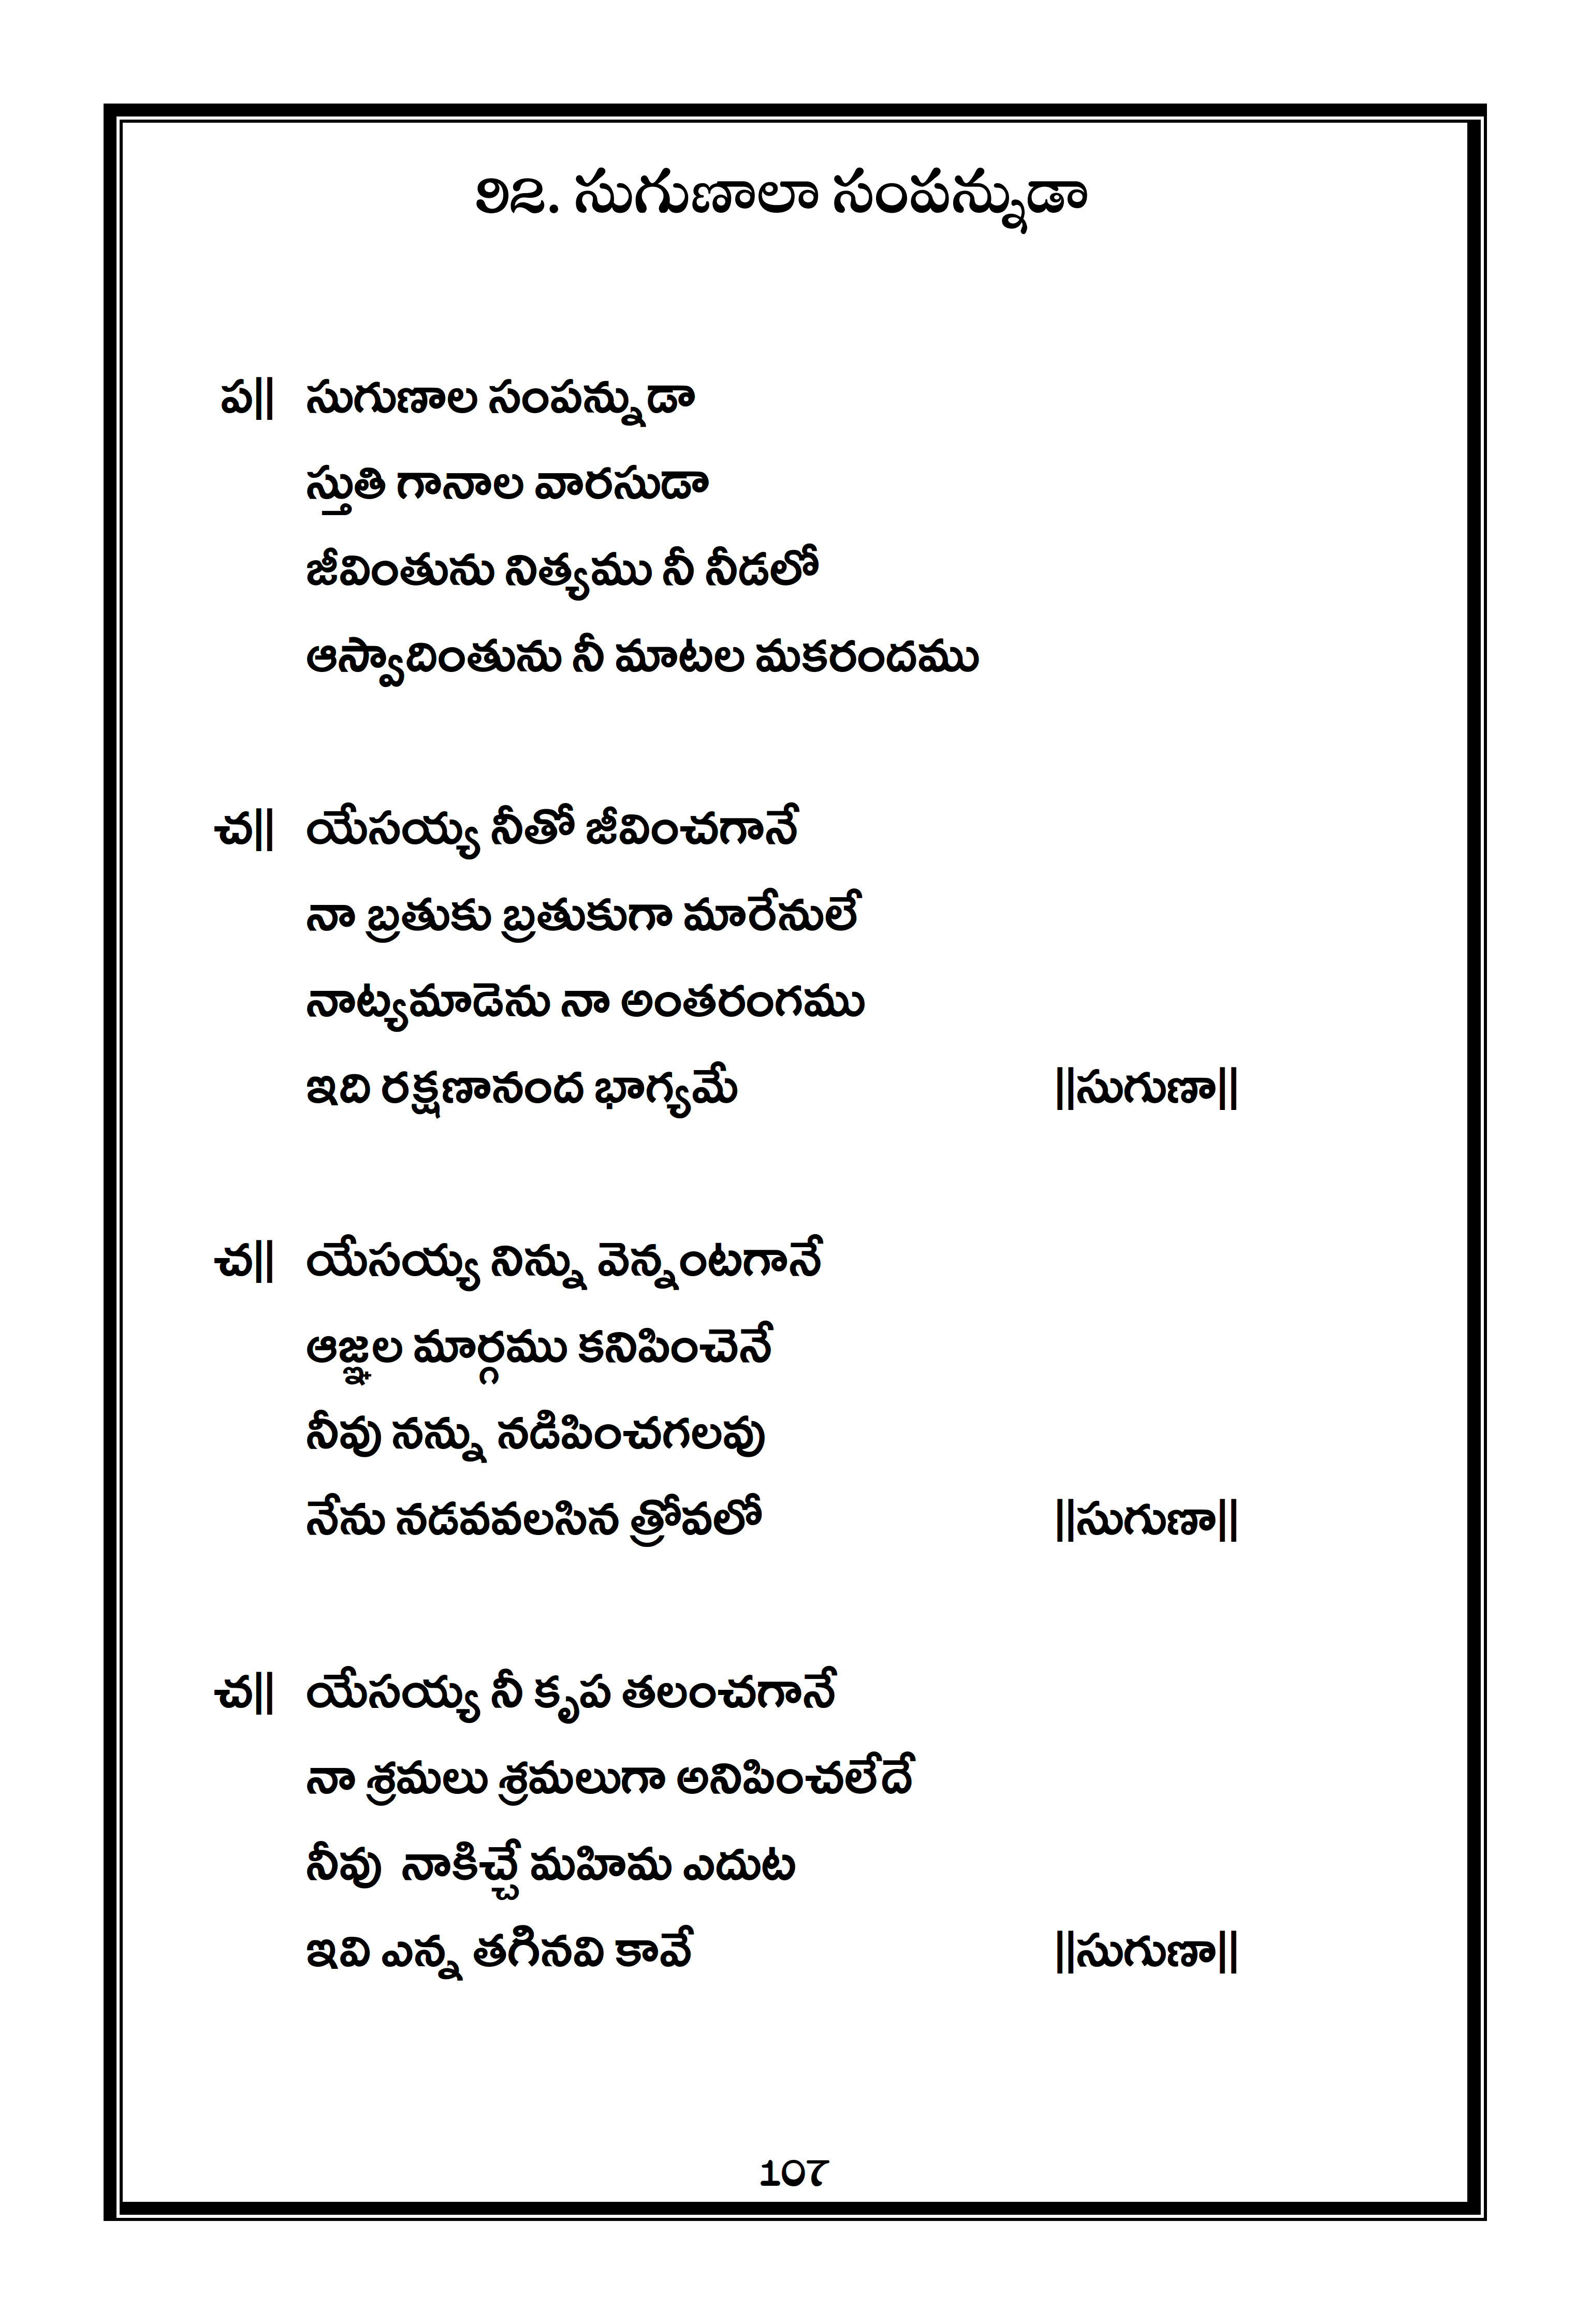 ౯౨. సుగుణాలా సంపన్నుడా
ప|| సుగుణాల సంపన్నుడా
స్తుతి గానాల వారసుడా
జీవింతును నిత్యము నీ నీడలో
ఆస్వాదింతును నీ మాటల మకరందము
చ|| యేసయ్య నీతో జీవించగానే
నా బ్రతుకు బ్రతుకుగా మారేనులే
నాట్యమాడెను నా అంతరంగము
ఇది రక్షణానంద భాగ్యమే ||సుగుణా||
చ|| యేసయ్య నిన్ను వెన్నంటగానే
ఆజ్ఞల మార్గము కనిపించెనే
నీవు నన్ను నడిపించగలవు
నేను నడవవలసిన త్రోవలో ||సుగుణా||
చ|| యేసయ్య నీ కృప తలంచగానే
నా శ్రమలు శ్రమలుగా అనిపించలేదే
నీవు నాకిచ్చే మహిమ ఎదుట
ఇవి ఎన్న తగినవి కావే ||సుగుణా||
107